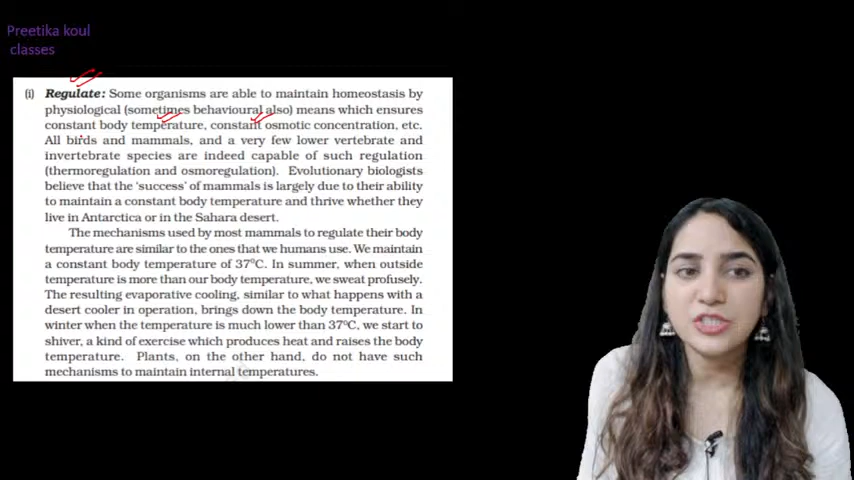 Preetika koul
classes
(i) Regulate: Some organisms are able to maintain homeostasis by
physiological (sometimes behavioural also) means which ensures
constant body temperature, constant osmotic concentration, etc.
All birds and mammals, and a very few lower vertebrate and
invertebrate species are indeed capable of such regulation
(thermoregulation and osmoregulation). Evolutionary biologists
believe that the 'success' of mammals is largely due to their ability
to maintain a constant body temperature and thrive whether they
live in Antarctica or in the Sahara desert.
The mechanisms used by most mammals to regulate their body
temperature are similar to the ones that we humans use. We maintain
a constant body temperature of 37⁰C. In summer, when outside
temperature is more than our body temperature, we sweat profusely.
The resulting evaporative cooling, similar to what happens with a
desert cooler in operation, brings down the body temperature. In
winter when the temperature is much lower than 37⁰C, we start to
shiver, a kind of exercise which produces heat and raises the body
temperature. Plants, on the other hand, do not have such
mechanisms to maintain internal temperatures.